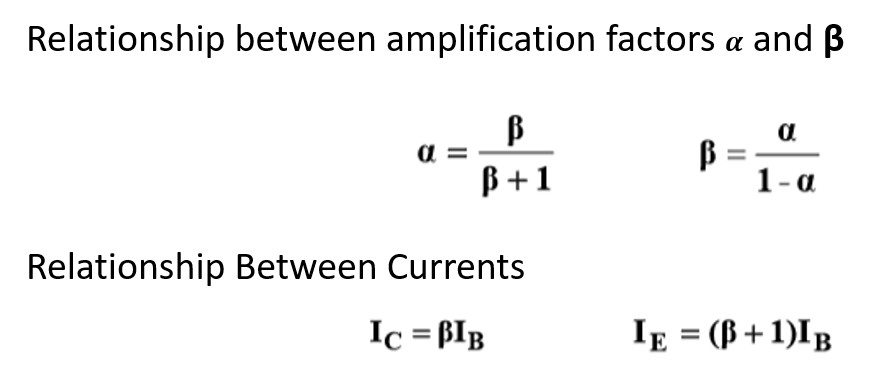 Relationship between amplification factors α and β
α = β / β + 1    β = α / 1 - α
Relationship Between Currents
I_C = βI_B    I_E = (β + 1)I_B